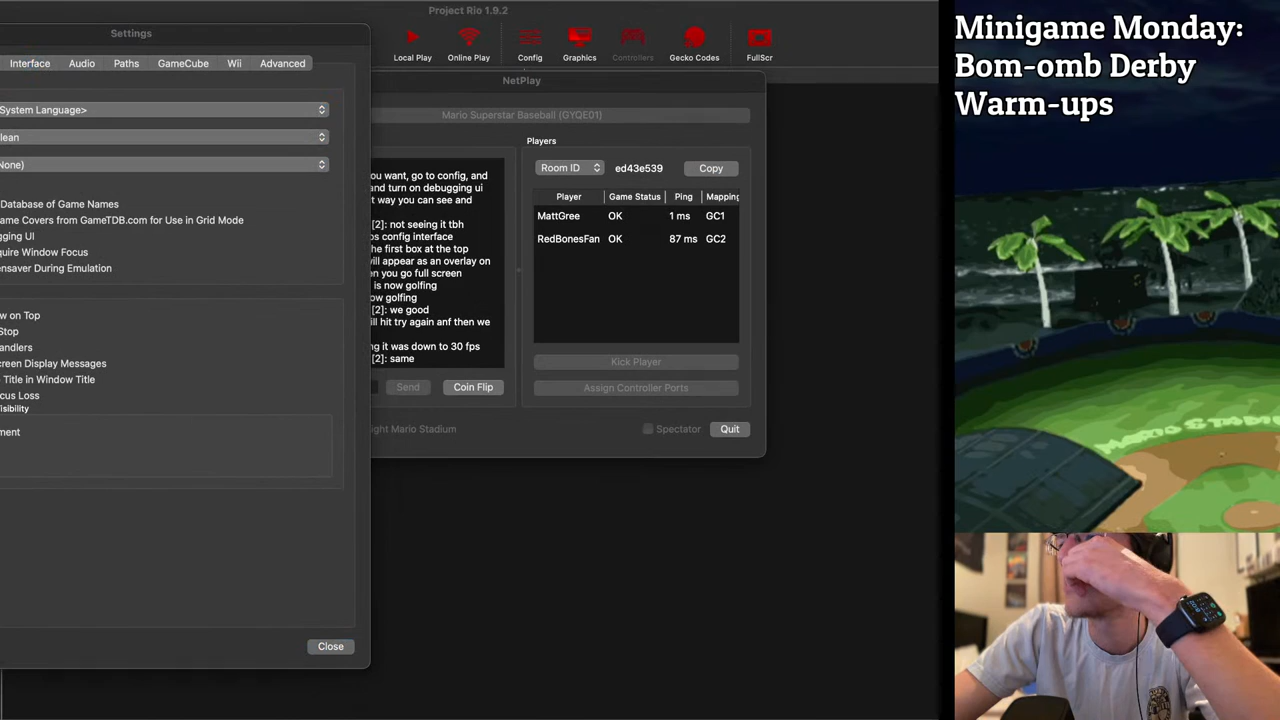 Project Rio 1.9.2
Settings
Local Play
Online Play
Config
Graphics
Controllers
Gecko Codes
FullScr
Interface
Audio
Paths
GameCube
Wii
Advanced
System Language>
lean
None)
Database of Game Names
ame Covers from GameTDB.com for Use in Grid Mode
gging UI
quire Window Focus
ensaver During Emulation
w on Top
Stop
andlers
creen Display Messages
Title in Window Title
cus Loss
isibility
ment
Close
NetPlay
Mario Superstar Baseball (GYQE01)
ou want, go to config, and
and turn on debugging ui
t way you can see and
[2]: not seeing it tbh
ps config interface
he first box at the top
will appear as an overlay on
en you go full screen
is now golfing
ow golfing
[2]: we good
ill hit try again anf then we
ng it was down to 30 fps
[2]: same
Send
Coin Flip
ight Mario Stadium
Players
Room ID
ed43e539
Copy
Player
Game Status
Ping
Mapping
MattGree
OK
1 ms
GC1
RedBonesFan
OK
87 ms
GC2
Kick Player
Assign Controller Ports
Spectator
Quit
Minigame Monday:
Bom-omb Derby
Warm-ups
MARIO STADIU